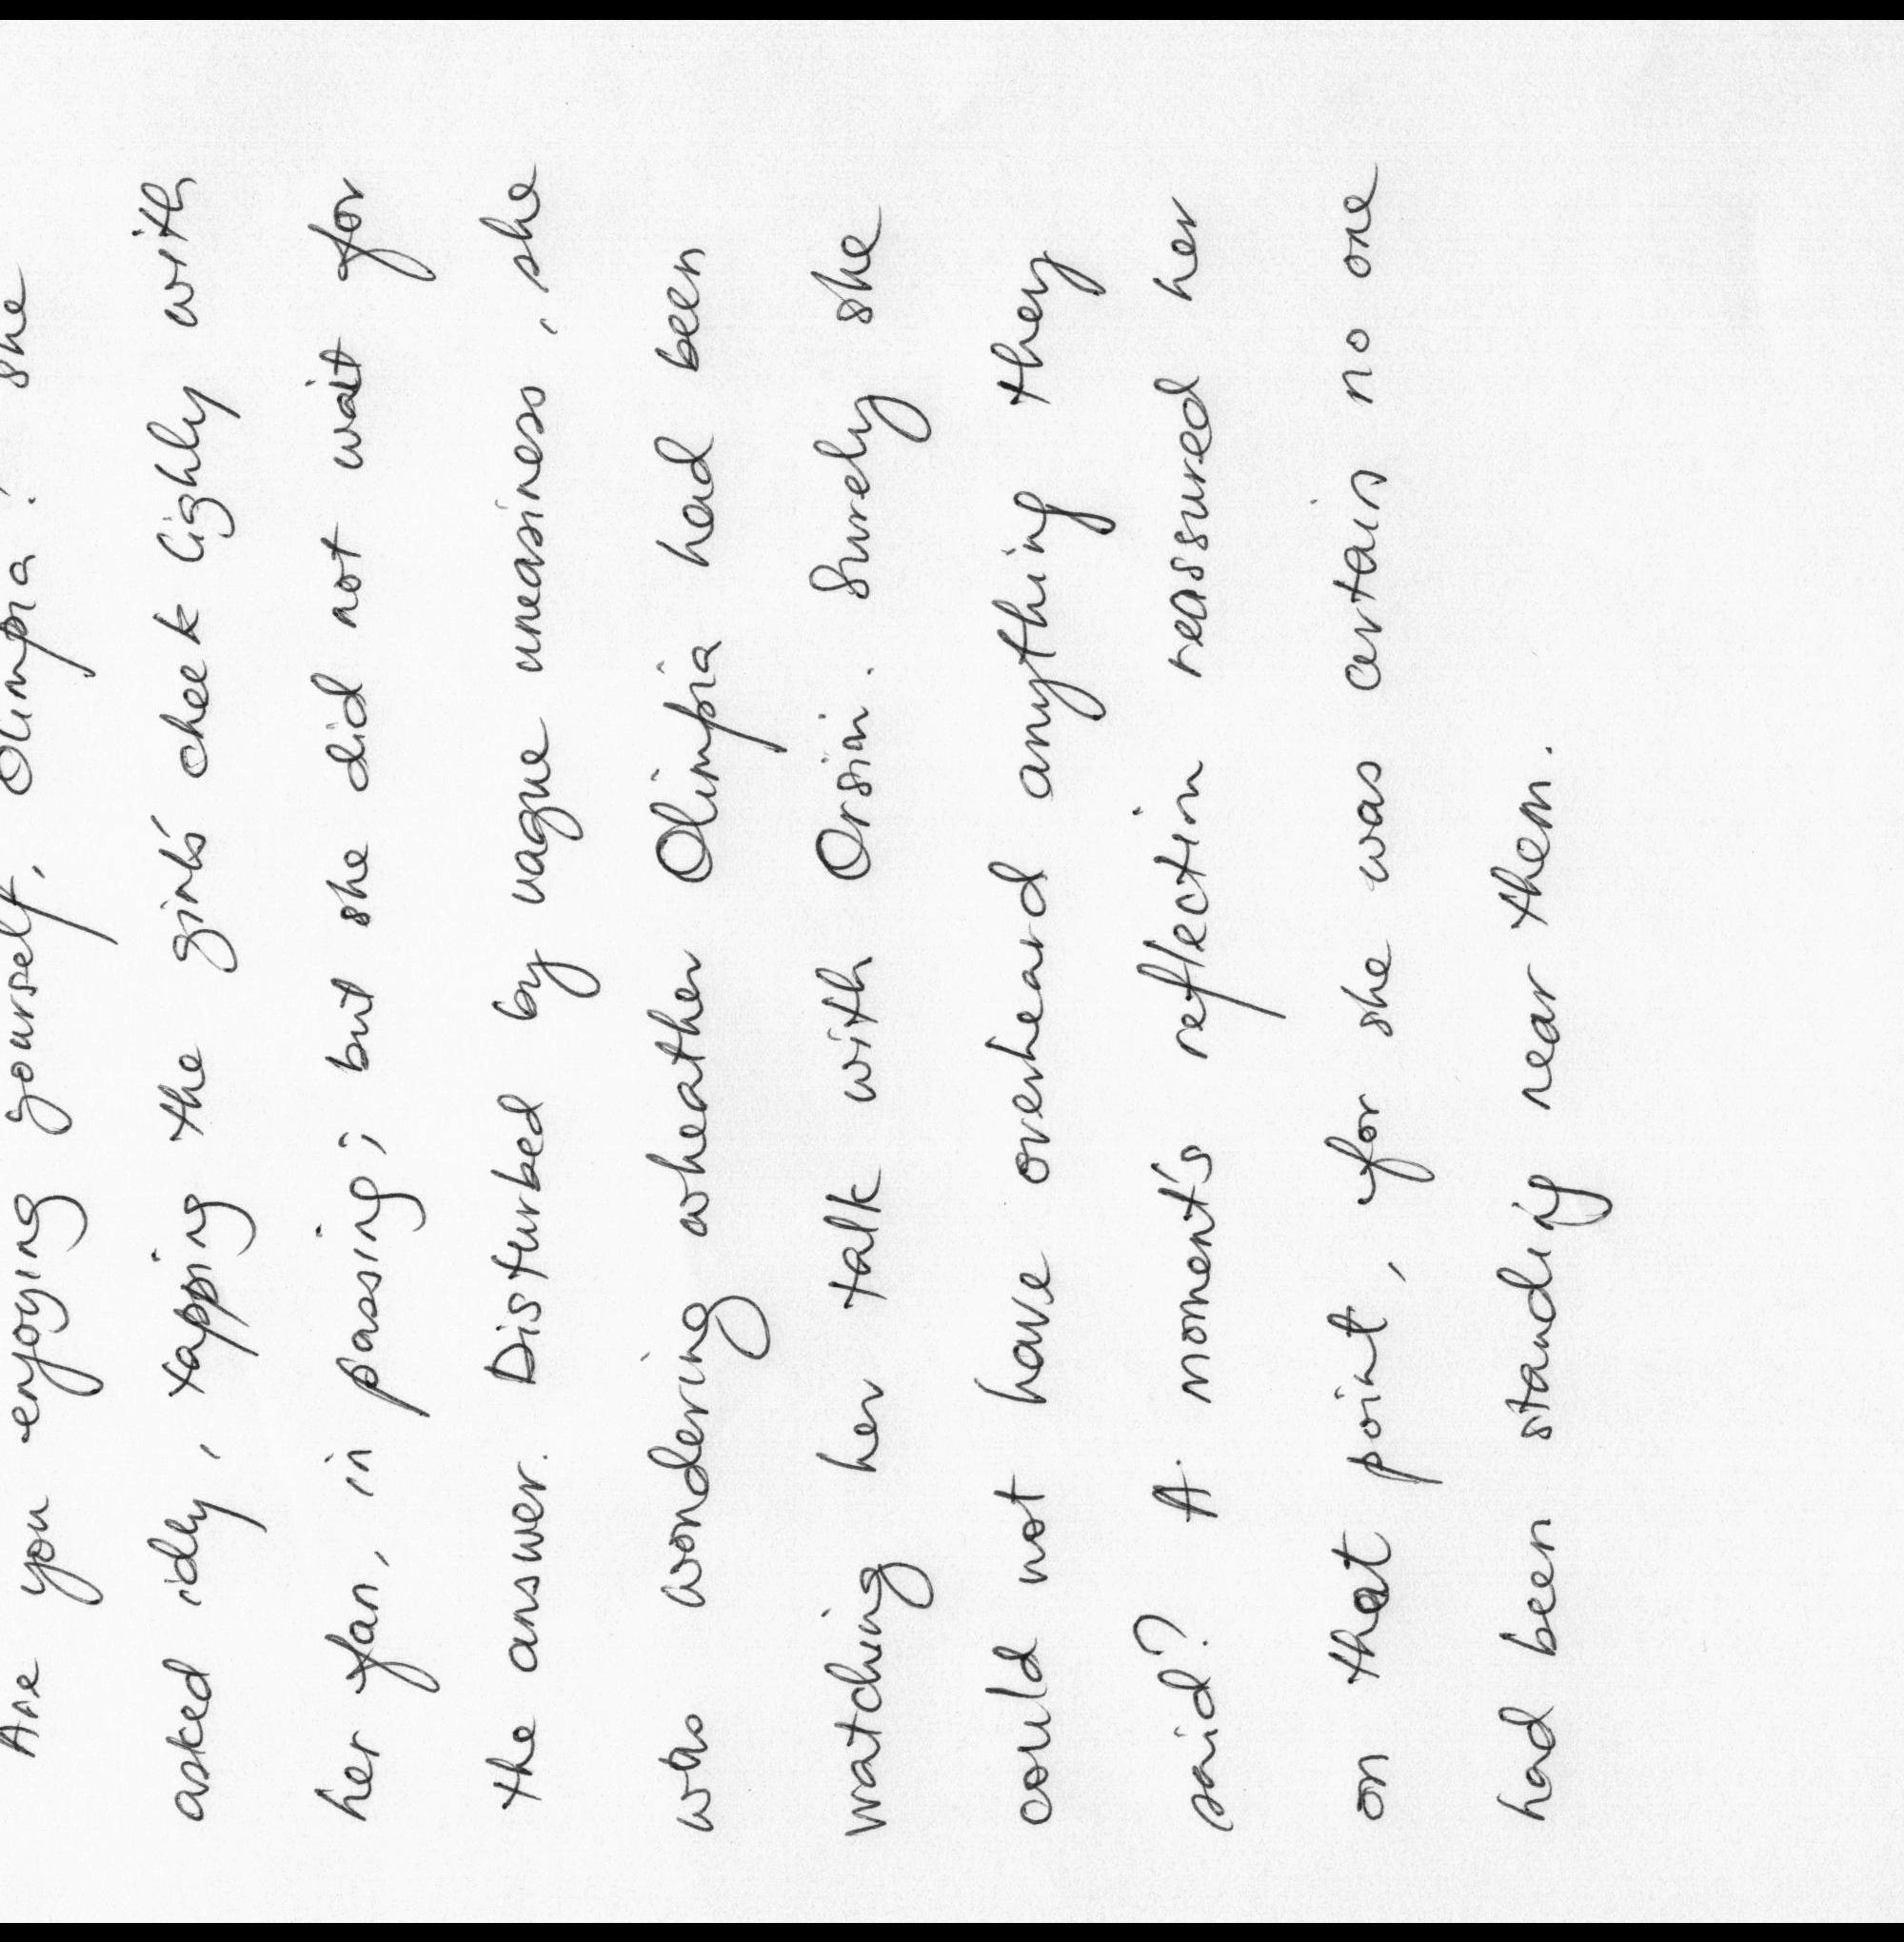 Are you enjoying yourself, Olimpia? she
asked idly, tapping the girl's cheek lighly with
her fan, in passing; but she did not wait for
the answer. Disturbed by vague uneasiness, she
was wondering wheather Olimpia had been
watching her talk with Orsin. Surely she
could not have overheard anything they
said? A moment's reflection reassured her
on that point, for she was certain no one
had been standing near them.